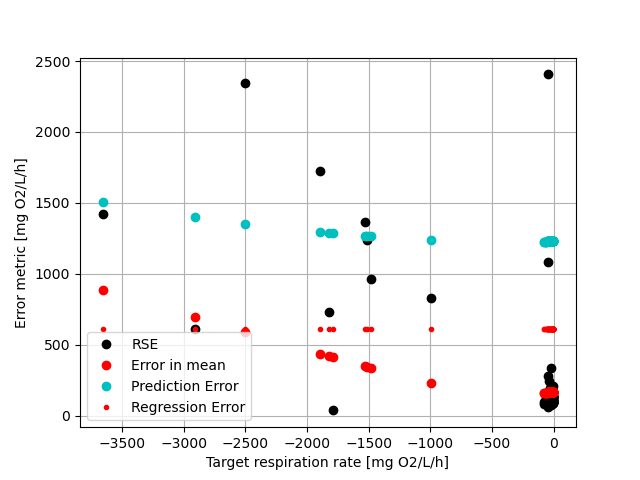 2500
2000
1500
1000
500
0
Error metric [mg O2/L/h]
RSE
Error in mean
Prediction Error
Regression Error
−3500 −3000 −2500 −2000 −1500 −1000 −500 0
Target respiration rate [mg O2/L/h]